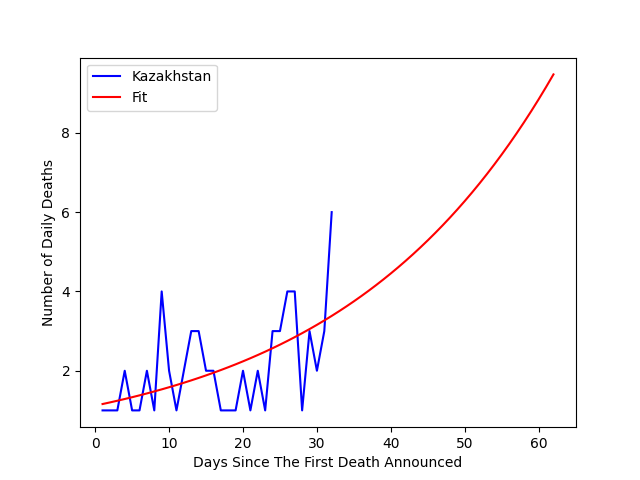 Kazakhstan
Fit
Number of Daily Deaths
8
6
4
2
0 10 20 30 40 50 60
Days Since The First Death Announced